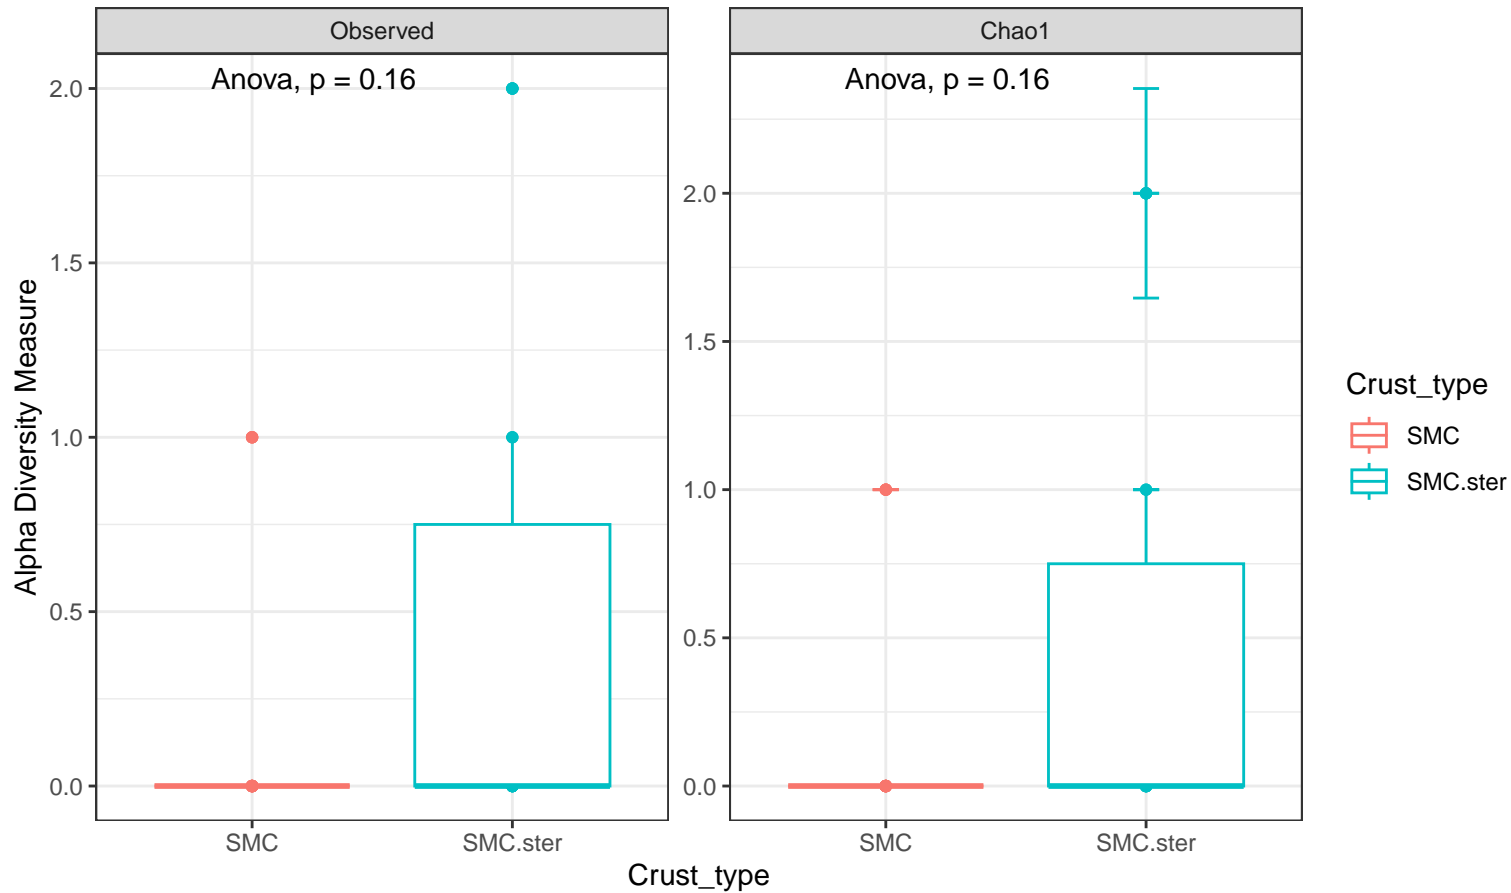 Observed
Chao1
Anova, p = 0.16
Anova, p = 0.16
Alpha Diversity Measure
2.0
1.5
1.0
0.5
0.0
2.0
1.5
1.0
0.5
0.0
SMC
SMC.ster
SMC
SMC.ster
Crust_type
Crust_type
SMC
SMC.ster